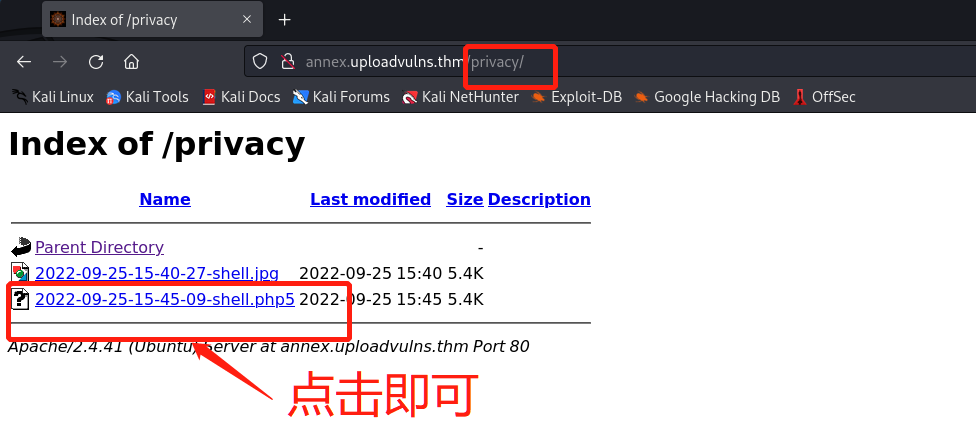 Index of /privacy
annex.uploadvulns.thm/privacy/
Kali Linux Kali Tools Kali Docs Kali Forums Kali NetHunter Exploit-DB Google Hacking DB OffSec
Index of /privacy
Name Last modified Size Description
Parent Directory -
2022-09-25-15-40-27-shell.jpg 2022-09-25 15:40 5.4K
2022-09-25-15-45-09-shell.php5 2022-09-25 15:45 5.4K
Apache/2.4.41 (Ubuntu) Server at annex.uploadvulns.thm Port 80
点击即可